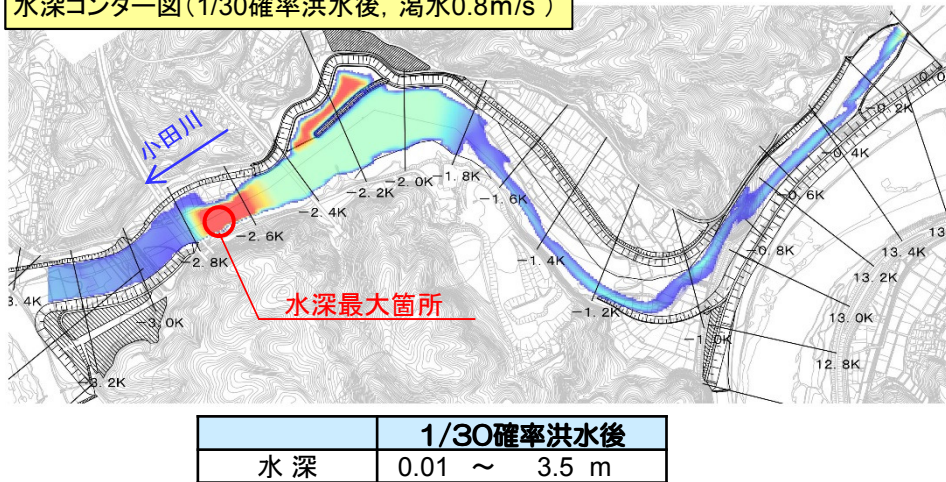 水深コンター図(1/30確率洪水後, 渇水0.8m/s )
小田川
0.0
-0.2K
-0.4K
-0.6K
-0.8K
-1.0K
-1.2K
-1.4K
-1.6K
-1.8K
-2.0K
-2.2K
-2.4K
-2.6K
-2.8K
-3.0K
-3.2K
3.4K
13.4K
13.2K
13.0K
12.8K
水深最大箇所
1/30確率洪水後
水 深 0.01 ~ 3.5 m